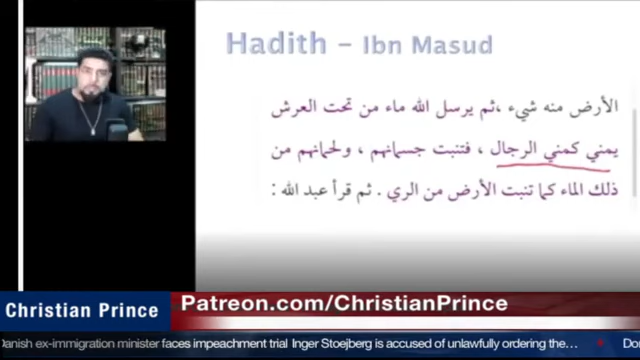 Hadith – Ibn Masud
الأرض منه شيء ،ثم يرسل الله ماء من تحت العرش
يمني كمني الرجال ، فتنبت جسمانهم ، ولحمانهم من
ذلك الماء كما تنبت الأرض من الري . ثم قرأ عبد الله :
Patreon.com/ChristianPrince
Christian Prince
Danish ex-immigration minister faces impeachment trial Inger Stoejberg is accused of unlawfully ordering the… Do